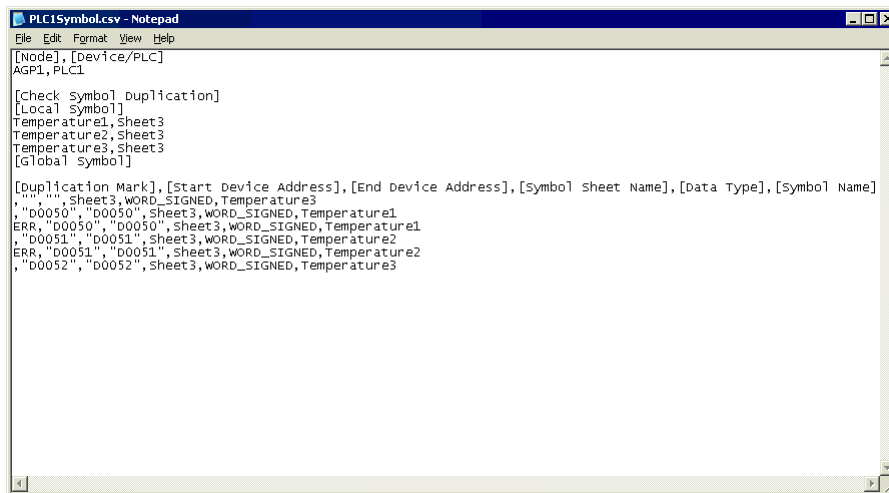 PLC1Symbol.csv - Notepad
File Edit Format View Help
[Node],[Device/PLC]
AGP1,PLC1
[Check Symbol Duplication]
[Local Symbol]
Temperature1,Sheet3
Temperature2,Sheet3
Temperature3,Sheet3
[Global Symbol]
[Duplication Mark],[Start Device Address],[End Device Address],[Symbol Sheet Name],[Data Type],[Symbol Name]
,"","",Sheet3,WORD_SIGNED,Temperature3
,"D0050","D0050",Sheet3,WORD_SIGNED,Temperature1
ERR,"D0050","D0050",Sheet3,WORD_SIGNED,Temperature1
,"D0051","D0051",Sheet3,WORD_SIGNED,Temperature2
ERR,"D0051","D0051",Sheet3,WORD_SIGNED,Temperature2
,"D0052","D0052",Sheet3,WORD_SIGNED,Temperature3